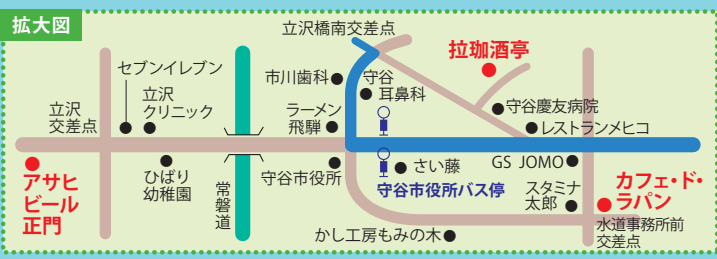 拡大図
立沢橋南交差点
セブンイレブン
立沢
クリニック
立沢
交差点
市川歯科
守谷
耳鼻科
拉珈酒亭
ラーメン
飛騨
守谷慶友病院
レストランメヒコ
アサヒ
ビール
正門
ひばり
幼稚園
常磐道
守谷市役所
さい藤
守谷市役所バス停
GS JOMO
スタミナ
太郎
カフェ・ド・
ラパン
水道事務所前
交差点
かし工房もみの木